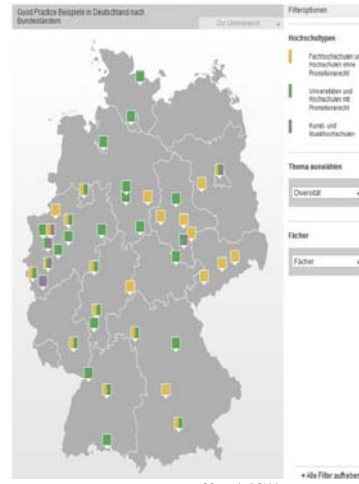 Good Practice Beispiele in Deutschland nach
Bundesländern
Zur Listenansicht
Filteroptionen
Hochschultypen
Fachhochschulen und
Hochschulen ohne
Promotionsrecht
Universitäten und
Hochschulen mit
Promotionsrecht
Kunst- und
Musikhochschulen
Thema auswählen
Diversität
Fächer
Fächer
+ Alle Filter aufheben